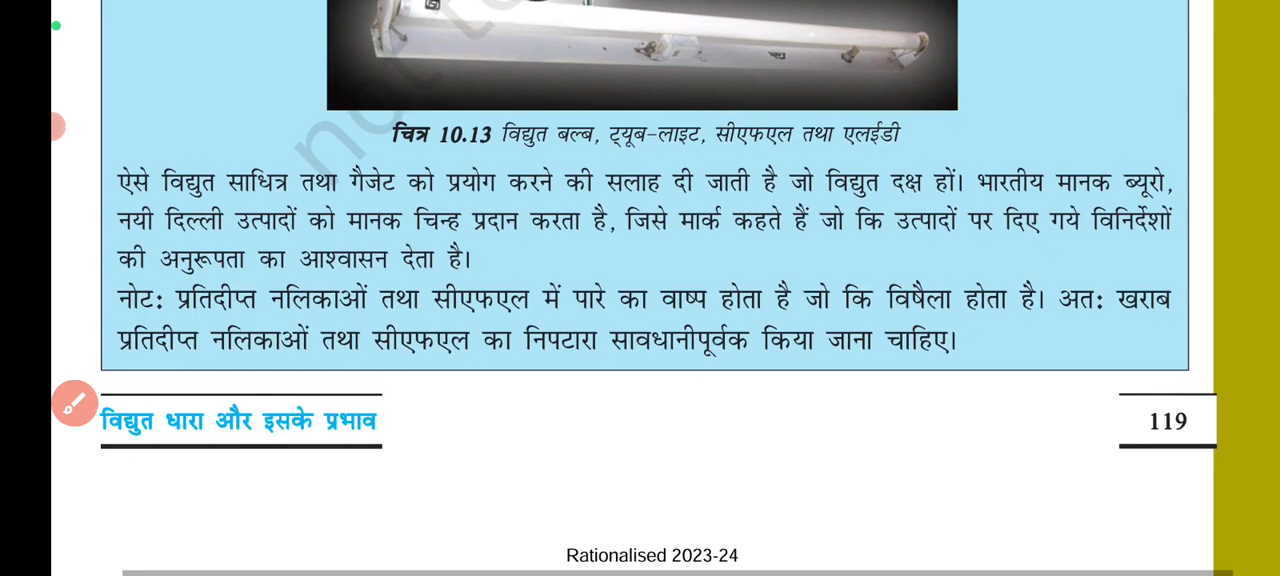 चित्र 10.13 विद्युत बल्ब, ट्यूब-लाइट, सीएफएल तथा एलईडी
ऐसे विद्युत साधित्र तथा गैजेट को प्रयोग करने की सलाह दी जाती है जो विद्युत दक्ष हों। भारतीय मानक ब्यूरो,
नयी दिल्ली उत्पादों को मानक चिन्ह प्रदान करता है, जिसे मार्क कहते हैं जो कि उत्पादों पर दिए गये विनिर्देशों
की अनुरूपता का आश्वासन देता है।
नोट: प्रतिदीप्त नलिकाओं तथा सीएफएल में पारे का वाष्प होता है जो कि विषैला होता है। अत: खराब
प्रतिदीप्त नलिकाओं तथा सीएफएल का निपटारा सावधानीपूर्वक किया जाना चाहिए।
विद्युत धारा और इसके प्रभाव
119
Rationalised 2023-24